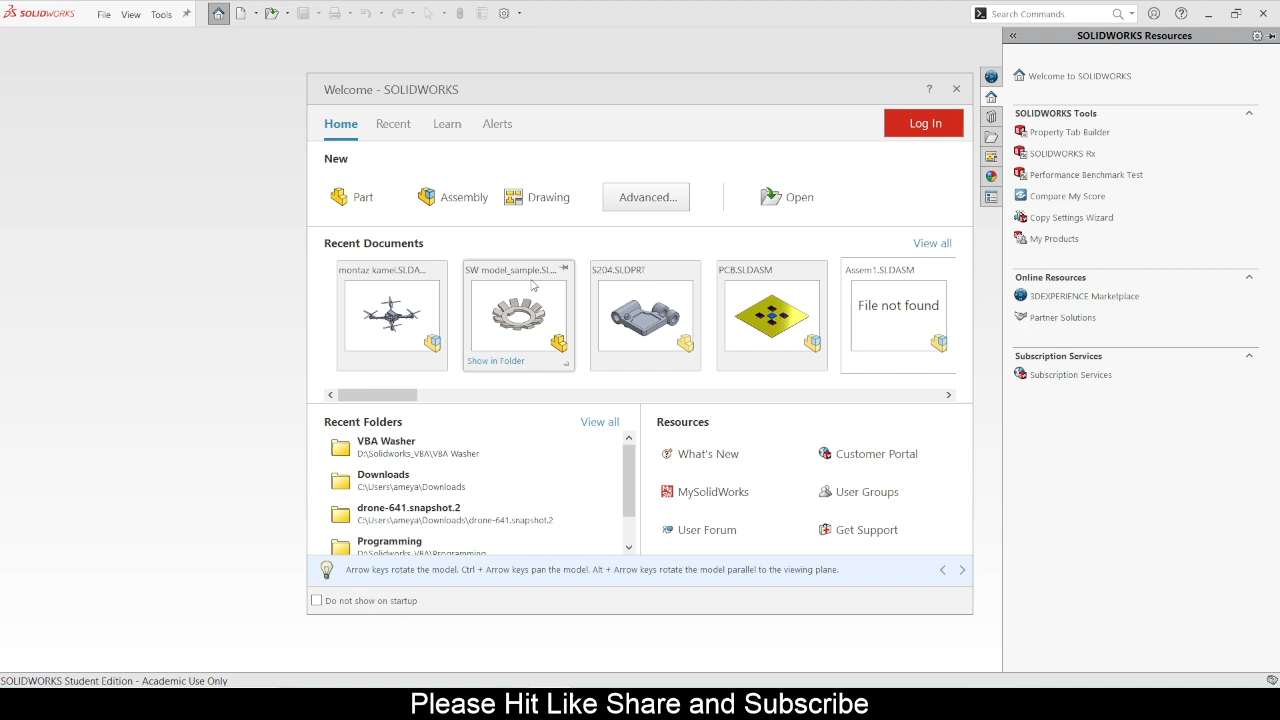 SOLIDWORKS File View Tools Search Commands
SOLIDWORKS Resources
Welcome to SOLIDWORKS
SOLIDWORKS Tools
Property Tab Builder
SOLIDWORKS Rx
Performance Benchmark Test
Compare My Score
Copy Settings Wizard
My Products
Online Resources
3DEXPERIENCE Marketplace
Partner Solutions
Subscription Services
Subscription Services
Welcome - SOLIDWORKS ?
Home Recent Learn Alerts Log In
New
Part Assembly Drawing Advanced... Open
Recent Documents View all
montaz kamel.SLDA... SW model_sample.SL... S204.SLDPRT PCB.SLDASM Assem1.SLDASM
File not found
Show in Folder
Recent Folders View all
VBA Washer
D:\Solidworks_VBA\VBA Washer
Downloads
C:\Users\ameya\Downloads
drone-641.snapshot.2
C:\Users\ameya\Downloads\drone-641.snapshot.2
Programming
D:\Solidworks_VBA\Programming
Resources
What's New Customer Portal
MySolidWorks User Groups
User Forum Get Support
Arrow keys rotate the model. Ctrl + Arrow keys pan the model. Alt + Arrow keys rotate the model parallel to the viewing plane.
Do not show on startup
SOLIDWORKS Student Edition - Academic Use Only
Please Hit Like Share and Subscribe